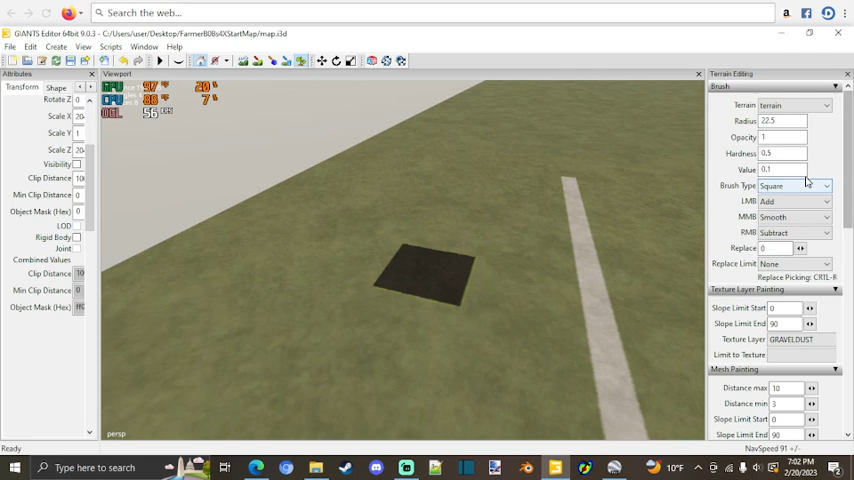 Search the web...
GIANTS Editor 64bit 9.0.3 - C:/Users/user/Desktop/FarmerB0Bs4XStartMap/map.i3d
File Edit Create View Scripts Window Help
Attributes
Transform Shape
Rotate Z 0
Scale X 20
Scale Y 1
Scale Z 20
Visibility
Clip Distance 10
Min Clip Distance 0
Object Mask (Hex) 0
LOD
Rigid Body
Joint
Combined Values
Clip Distance 10
Min Clip Distance 0
Object Mask (Hex) ff0
Viewport
GPU 97 °F 20 %
CPU 88 °F 7 %
OGL 56 FPS
persp
Terrain Editing
Brush
Terrain terrain
Radius 22.5
Opacity 1
Hardness 0.5
Value 0.1
Brush Type Square
LMB Add
MMB Smooth
RMB Subtract
Replace 0
Replace Limit None
Replace Picking: CRTL-R
Texture Layer Painting
Slope Limit Start 0
Slope Limit End 90
Texture Layer GRAVELDUST
Limit to Texture
Mesh Painting
Distance max 10
Distance min 3
Slope Limit Start 0
Slope Limit End 90
Ready
NavSpeed 91 +/-
Type here to search
10°F
7:02 PM
2/20/2023
2